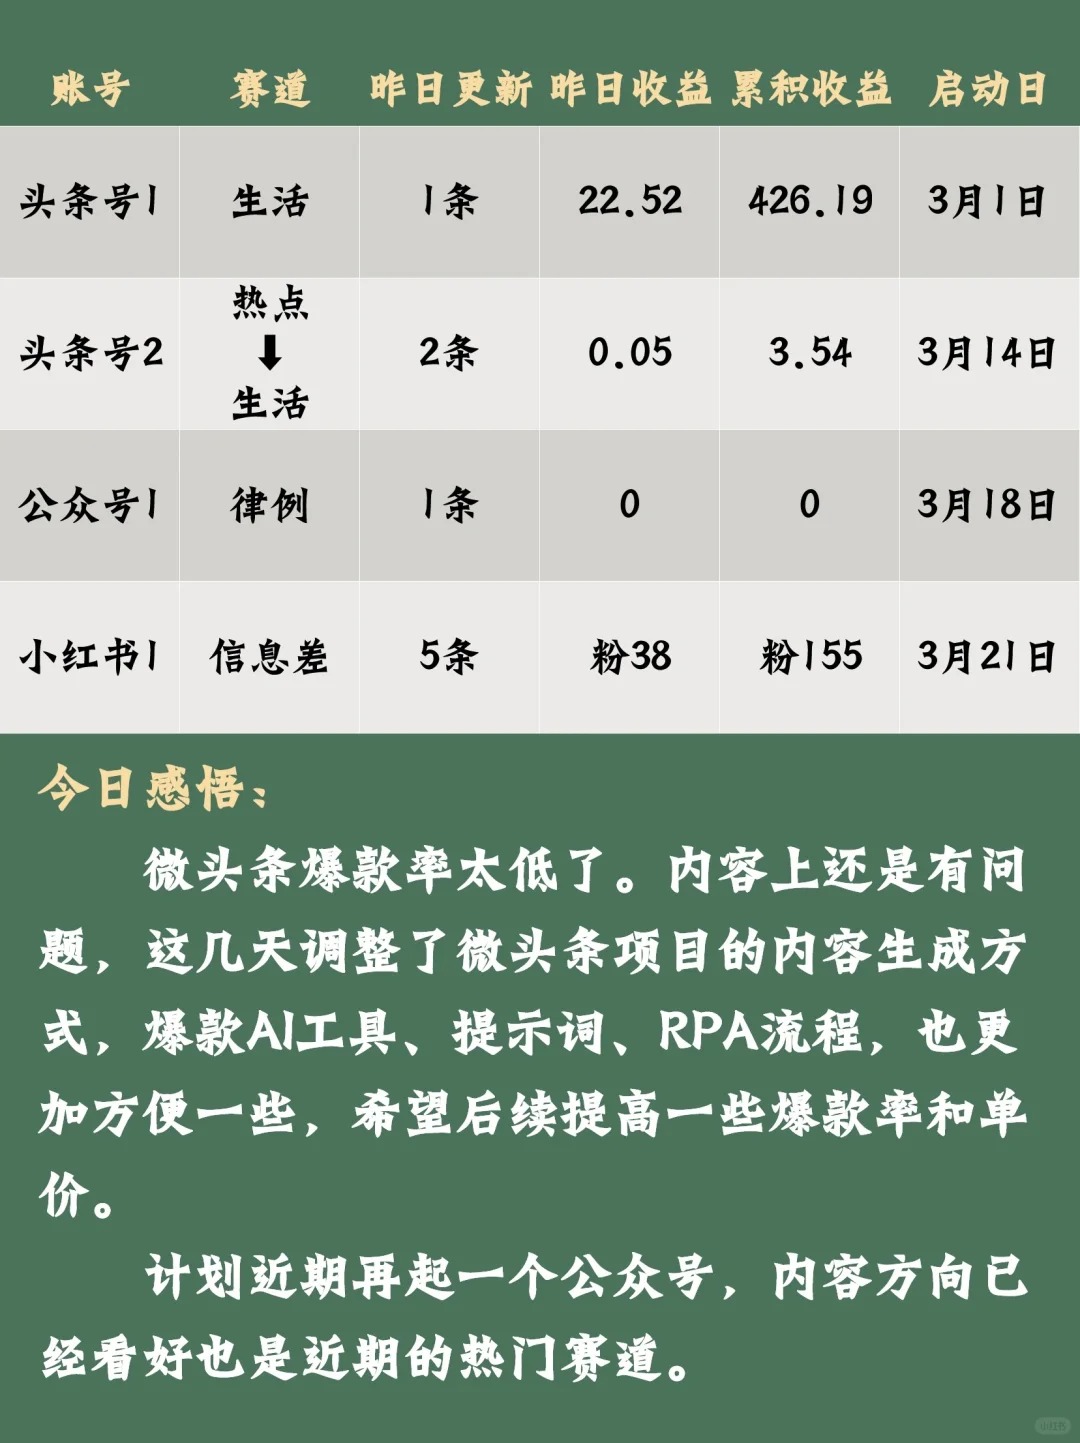 账号 赛道 昨日更新 昨日收益 累积收益 启动日
头条号1 生活 1条 22.52 426.19 3月1日
头条号2 热点 ⬇ 生活 2条 0.05 3.54 3月14日
公众号1 律例 1条 0 0 3月18日
小红书1 信息差 5条 粉38 粉155 3月21日
今日感悟：
微头条爆款率太低了。内容上还是有问
题，这几天调整了微头条项目的内容生成方
式，爆款AI工具、提示词、RPA流程，也更
加方便一些，希望后续提高一些爆款率和单
价。
计划近期再起一个公众号，内容方向已
经看好也是近期的热门赛道。
小红书